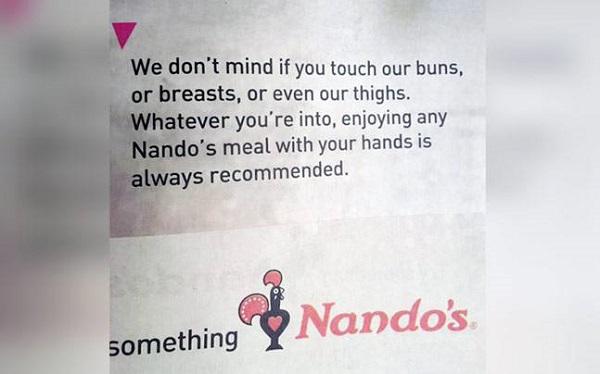 We don't mind if you touch our buns,
or breasts, or even our thighs.
Whatever you're into, enjoying any
Nando's meal with your hands is
always recommended.
something
Nando's®